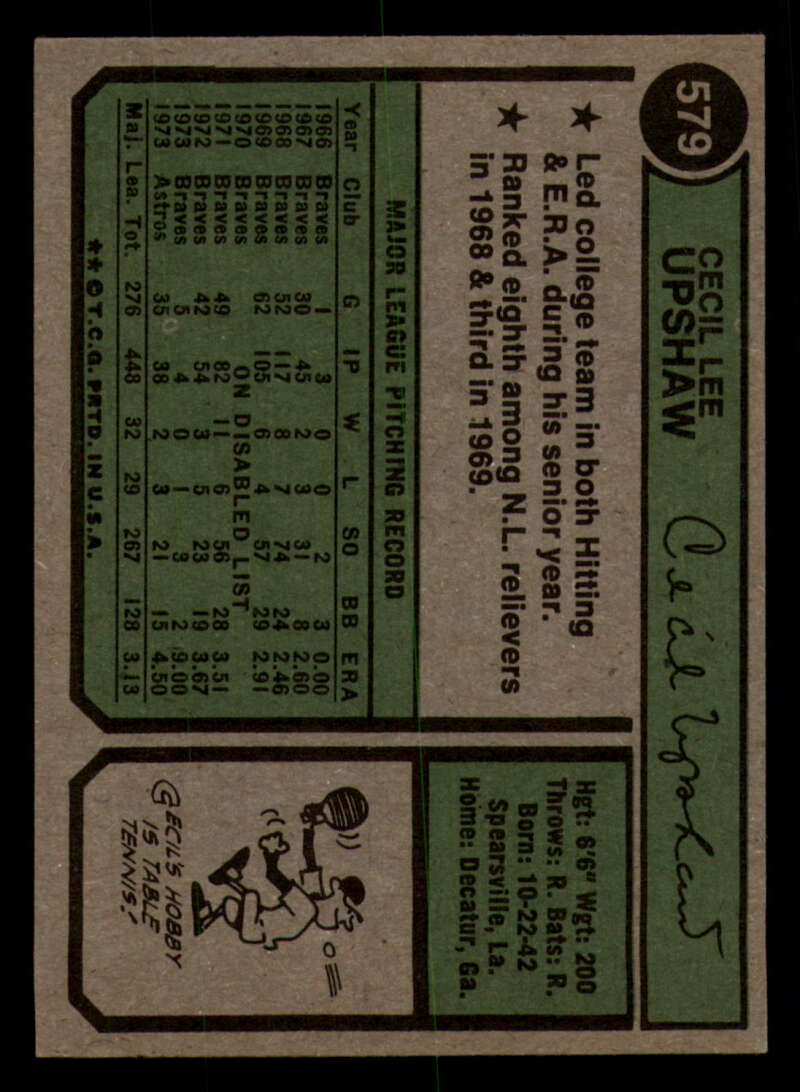 579
CECIL LEE
UPSHAW
Cecil Upshaw
★ Led college team in both Hitting
& E.R.A. during his senior year.
★ Ranked eighth among N.L. relievers
in 1968 & third in 1969.
Hgt: 6'6" Wgt: 200
Throws: R. Bats: R.
Born: 10-22-42
Spearsville, La.
Home: Decatur, Ga.
MAJOR LEAGUE PITCHING RECORD
Year Club G IP W L SO BB ERA
1966 Braves 1 3 0 0 2 3 0.00
1967 Braves 30 45 2 3 31 8 2.60
1968 Braves 52 117 8 7 74 24 2.46
1969 Braves 62 105 6 4 57 29 2.91
1970 Braves ON DISABLED LIST
1971 Braves 49 82 11 6 56 28 3.51
1972 Braves 42 54 3 5 23 19 3.67
1973 Braves 5 4 0 1 3 2 9.00
1973 Astros 35 38 2 3 21 15 4.50
Maj. Lea. Tot. 276 448 32 29 267 128 3.13
**©T.C.G. PRTD. IN U.S.A.
CECIL'S HOBBY
IS TABLE
TENNIS!